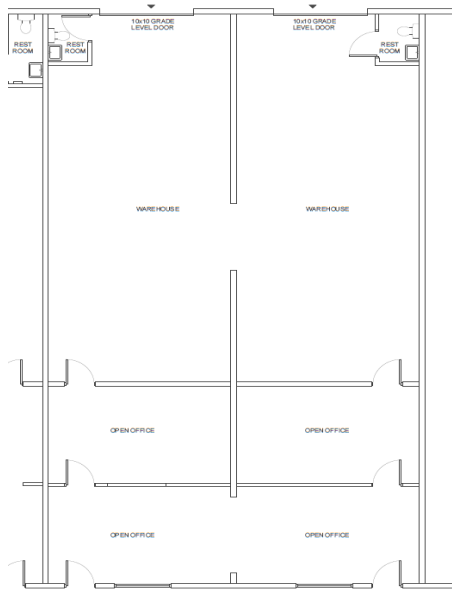 10x10 GRADE
LEVEL DOOR
10x10 GRADE
LEVEL DOOR
REST
ROOM
REST
ROOM
REST
ROOM
WAREHOUSE
WAREHOUSE
OPEN OFFICE
OPEN OFFICE
OPEN OFFICE
OPEN OFFICE